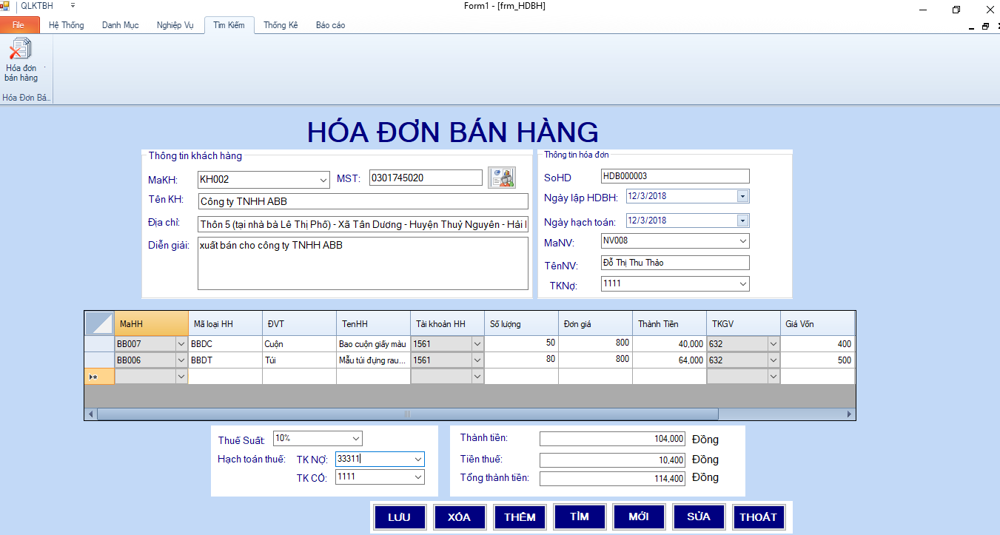 QLKTBH
Form1 - [frm_HDBH]
File Hệ Thống Danh Mục Nghiệp Vụ Tìm Kiếm Thống Kê Báo cáo
Hóa đơn
bán hàng
Hóa Đơn Bá...
HÓA ĐƠN BÁN HÀNG
Thông tin khách hàng
MaKH: KH002 MST: 0301745020
Tên KH: Công ty TNHH ABB
Địa chỉ: Thôn 5 (tại nhà bà Lê Thị Phố) - Xã Tân Dương - Huyện Thuỷ Nguyên - Hải
Diễn giải: xuất bán cho công ty TNHH ABB
Thông tin hóa đơn
SoHD HDB000003
Ngày lập HDBH: 12/3/2018
Ngày hạch toán: 12/3/2018
MaNV: NV008
TênNV: Đỗ Thị Thu Thảo
TKNợ: 1111
MaHH Mã loại HH ĐVT TenHH Tài khoản HH Số lượng Đơn giá Thành Tiền TKGV Giá Vốn
BB007 BBDC Cuộn Bao cuộn giấy màu 1561 50 800 40,000 632 400
BB006 BBDT Túi Mẫu túi đựng rau... 1561 80 800 64,000 632 500
Thuế Suất: 10%
Hạch toán thuế: TK NỢ: 33311
TK CÓ: 1111
Thành tiền: 104,000 Đồng
Tiên thuế: 10,400 Đồng
Tổng thành tiền: 114,400 Đồng
LƯU XÓA THÊM TÌM MỚI SỬA THOÁT